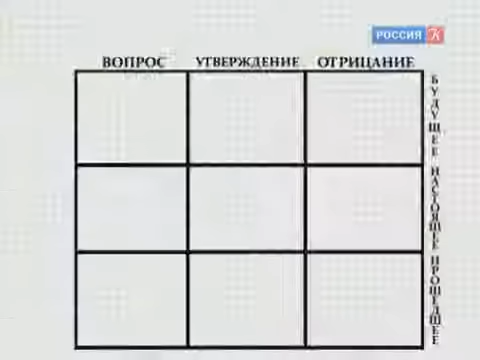 РОССИЯ К
ВОПРОС УТВЕРЖДЕНИЕ ОТРИЦАНИЕ
БУДУЩЕЕ
НАСТОЯЩЕЕ
ПРОШЕДШЕЕ